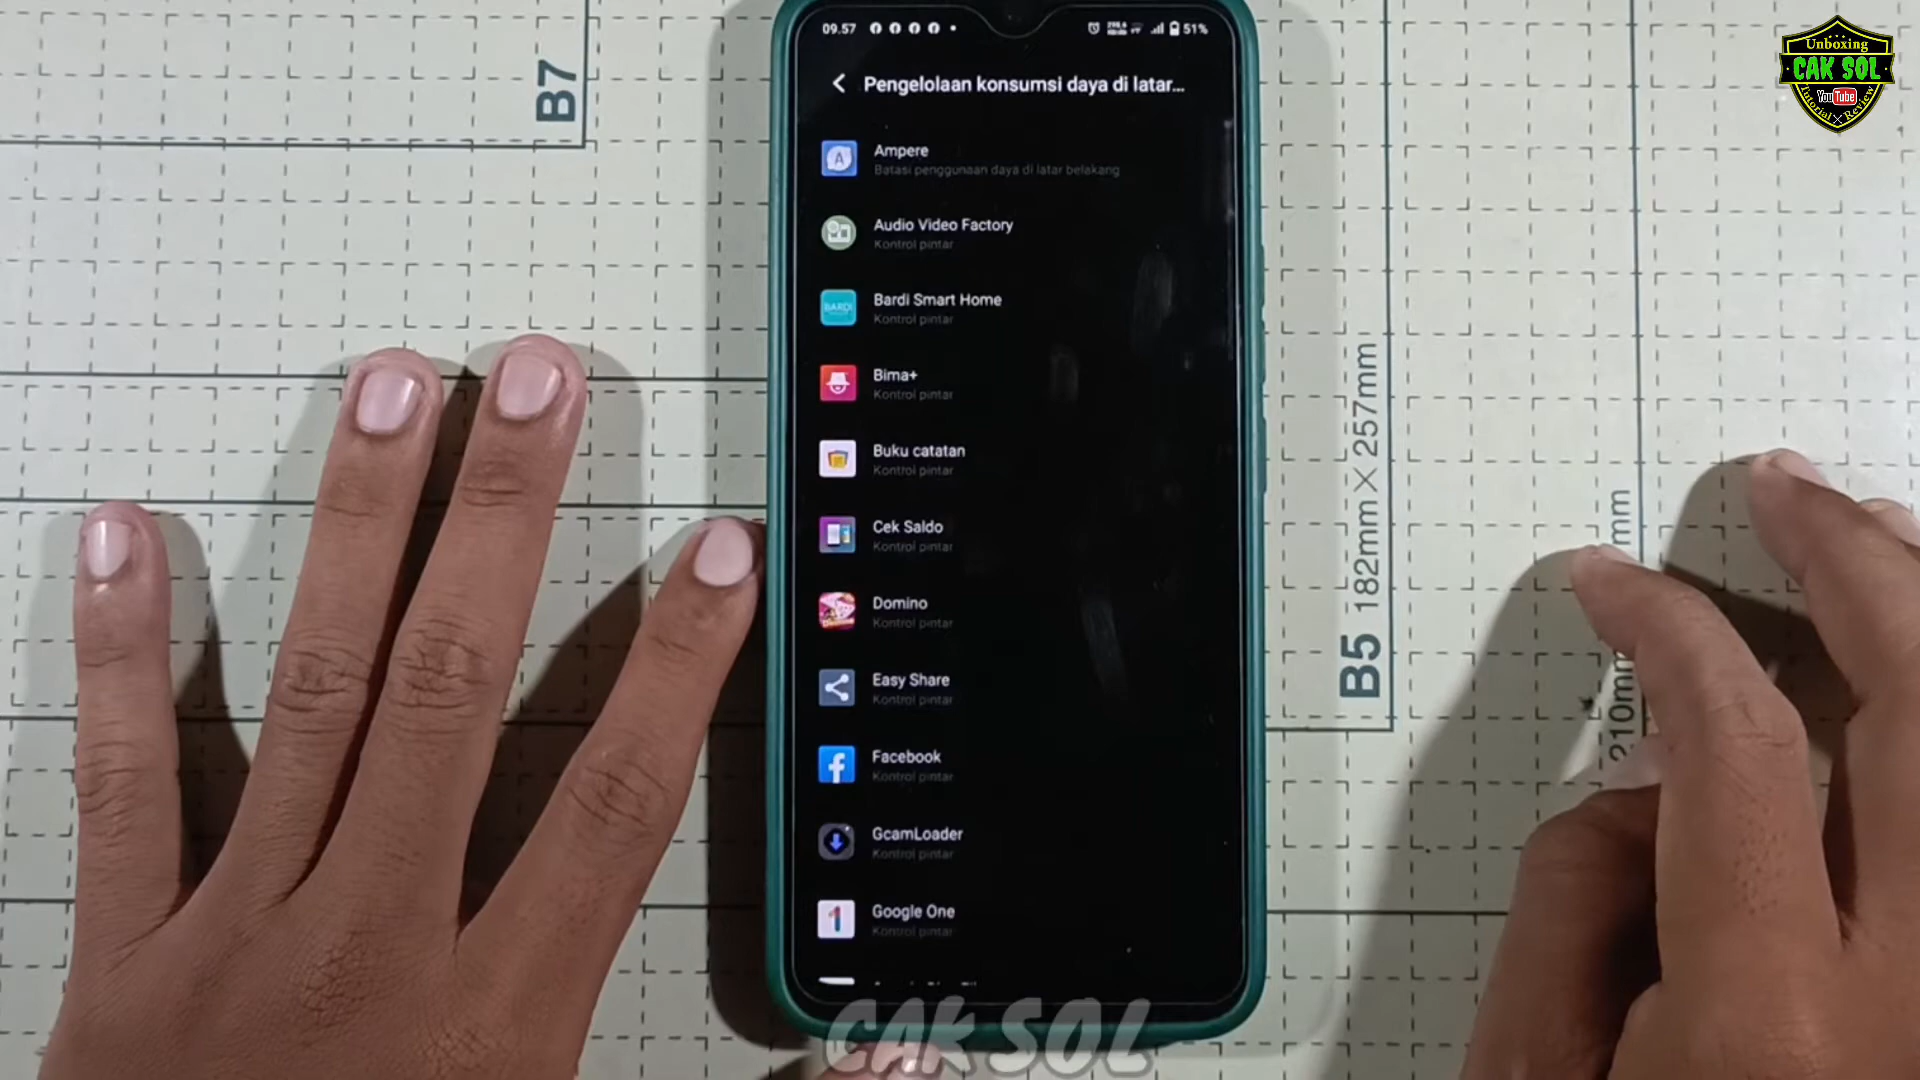 09.57
51%
Pengelolaan konsumsi daya di latar...
Ampere
Batasi penggunaan daya di latar belakang
Audio Video Factory
Kontrol pintar
BARDI
Bardi Smart Home
Kontrol pintar
Bima+
Kontrol pintar
Buku catatan
Kontrol pintar
Cek Saldo
Kontrol pintar
Domino
Kontrol pintar
Easy Share
Kontrol pintar
Facebook
Kontrol pintar
GcamLoader
Kontrol pintar
Google One
Kontrol pintar
B7
B5 182mm×257mm
210mm
mm
Unboxing
CAK SOL
YouTube
Tutorial Review
CAK SOL